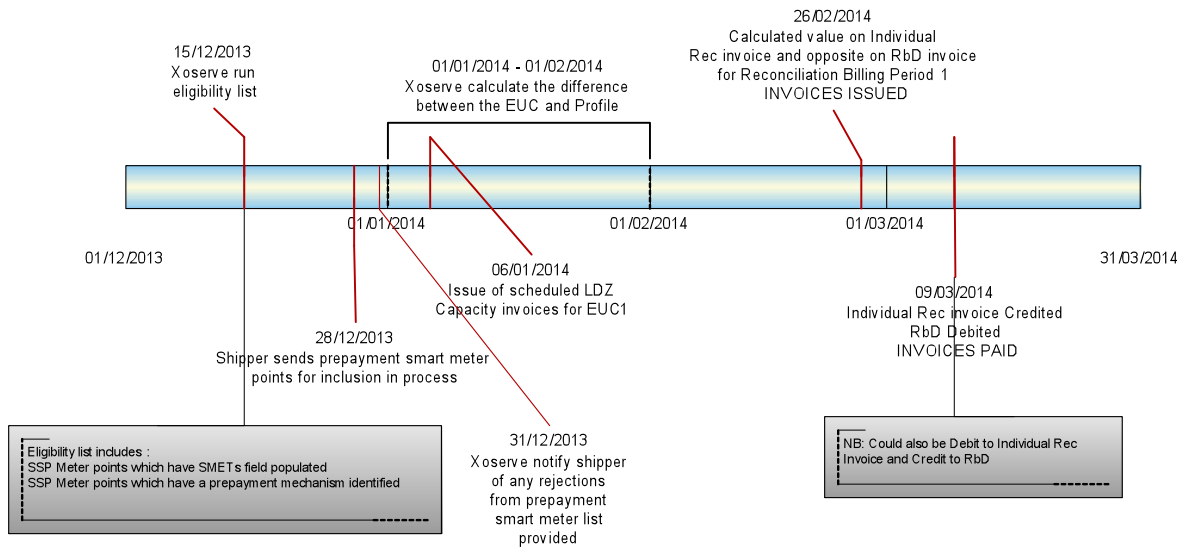 15/12/2013
Xoserve run
eligibility list
01/01/2014 - 01/02/2014
Xoserve calculate the difference
between the EUC and Profile
26/02/2014
Calculated value on Individual
Rec invoice and opposite on RbD invoice
for Reconciliation Billing Period 1
INVOICES ISSUED
01/01/2014
01/02/2014
01/03/2014
01/12/2013
31/03/2014
06/01/2014
Issue of scheduled LDZ
Capacity invoices for EUC1
09/03/2014
Individual Rec invoice Credited
RbD Debited
INVOICES PAID
28/12/2013
Shipper sends prepayment smart meter
points for inclusion in process
31/12/2013
Xoserve notify shipper
of any rejections
from prepayment
smart meter list
provided
Eligibility list includes :
SSP Meter points which have SMETs field populated
SSP Meter points which have a prepayment mechanism identified
NB: Could also be Debit to Individual Rec
Invoice and Credit to RbD